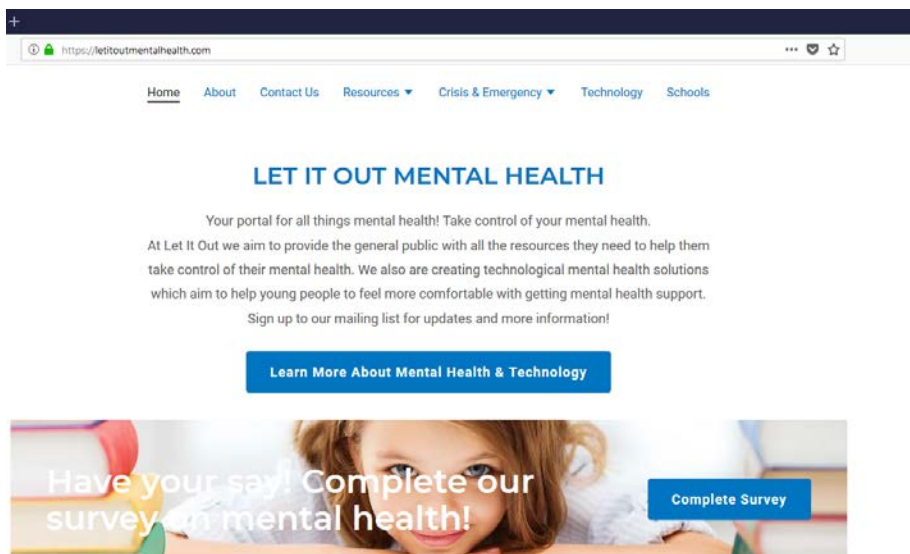 +
https://letitoutmentalhealth.com
Home About Contact Us Resources Crisis & Emergency Technology Schools
LET IT OUT MENTAL HEALTH
Your portal for all things mental health! Take control of your mental health.
At Let It Out we aim to provide the general public with all the resources they need to help them
take control of their mental health. We also are creating technological mental health solutions
which aim to help young people to feel more comfortable with getting mental health support.
Sign up to our mailing list for updates and more information!
Learn More About Mental Health & Technology
Have your say! Complete our
survey on mental health!
Complete Survey